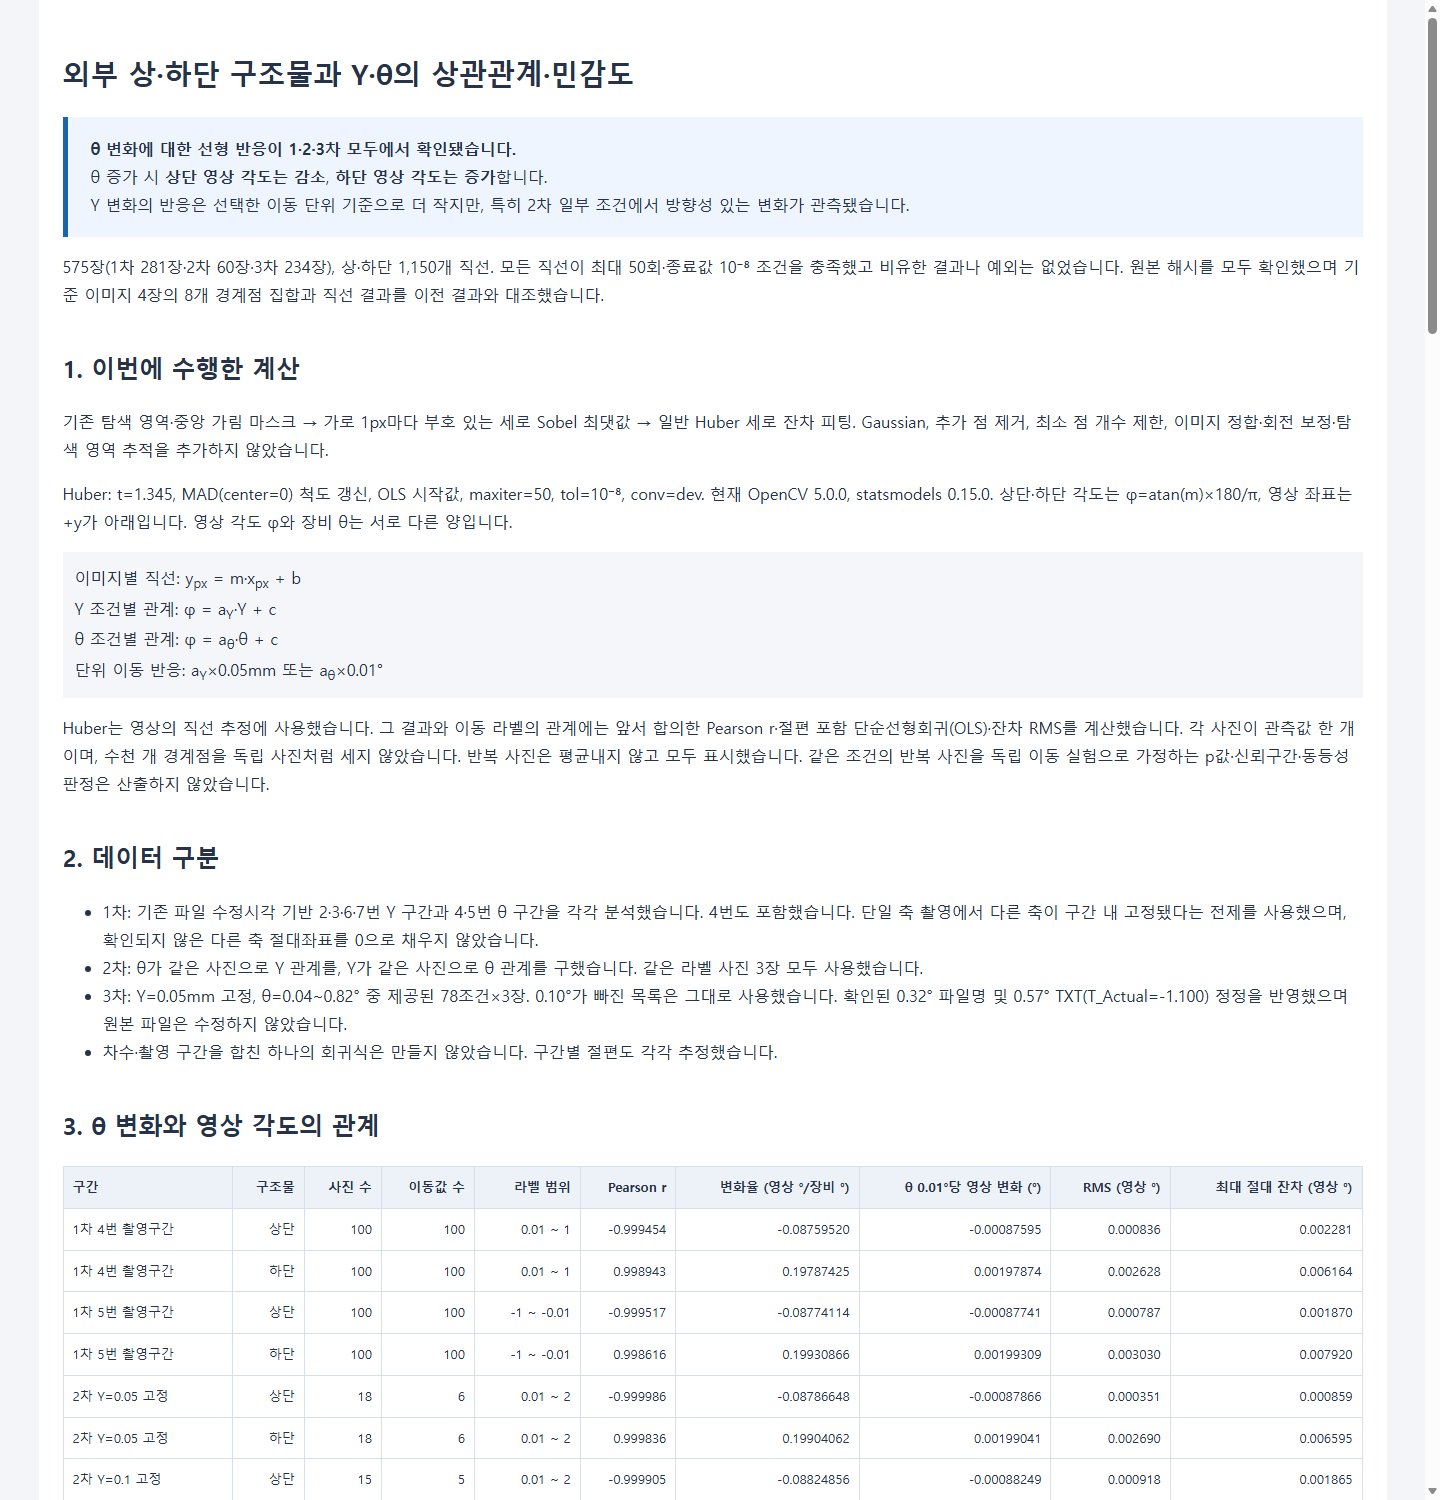 외부 상·하단 구조물과 Y·θ의 상관관계·민감도
θ 변화에 대한 선형 반응이 1·2·3차 모두에서 확인됐습니다.
θ 증가 시 상단 영상 각도는 감소, 하단 영상 각도는 증가합니다.
Y 변화의 반응은 선택한 이동 단위 기준으로 더 작지만, 특히 2차 일부 조건에서 방향성 있는 변화가 관측됐습니다.
575장(1차 281장·2차 60장·3차 234장), 상·하단 1,150개 직선. 모든 직선이 최대 50회·종료값 10⁻⁸ 조건을 충족했고 비유한 결과나 예외는 없었습니다. 원본 해시를 모두 확인했으며 기
준 이미지 4장의 8개 경계점 집합과 직선 결과를 이전 결과와 대조했습니다.
1. 이번에 수행한 계산
기존 탐색 영역·중앙 가림 마스크 → 가로 1px마다 부호 있는 세로 Sobel 최댓값 → 일반 Huber 세로 잔차 피팅. Gaussian, 추가 점 제거, 최소 점 개수 제한, 이미지 정합·회전 보정·탐
색 영역 추적을 추가하지 않았습니다.
Huber: t=1.345, MAD(center=0) 척도 갱신, OLS 시작값, maxiter=50, tol=10⁻⁸, conv=dev. 현재 OpenCV 5.0.0, statsmodels 0.15.0. 상단·하단 각도는 φ=atan(m)×180/π, 영상 좌표는
+y가 아래입니다. 영상 각도 φ와 장비 θ는 서로 다른 양입니다.
이미지별 직선: ypx = m·xpx + b
Y 조건별 관계: φ = aY·Y + c
θ 조건별 관계: φ = aθ·θ + c
단위 이동 반응: aY×0.05mm 또는 aθ×0.01°
Huber는 영상의 직선 추정에 사용했습니다. 그 결과와 이동 라벨의 관계에는 앞서 합의한 Pearson r·절편 포함 단순선형회귀(OLS)·잔차 RMS를 계산했습니다. 각 사진이 관측값 한 개
이며, 수천 개 경계점을 독립 사진처럼 세지 않았습니다. 반복 사진은 평균내지 않고 모두 표시했습니다. 같은 조건의 반복 사진을 독립 이동 실험으로 가정하는 p값·신뢰구간·동등성
판정은 산출하지 않았습니다.
2. 데이터 구분
• 1차: 기존 파일 수정시각 기반 2·3·6·7번 Y 구간과 4·5번 θ 구간을 각각 분석했습니다. 4번도 포함했습니다. 단일 축 촬영에서 다른 축이 구간 내 고정됐다는 전제를 사용했으며,
확인되지 않은 다른 축 절대좌표를 0으로 채우지 않았습니다.
• 2차: θ가 같은 사진으로 Y 관계를, Y가 같은 사진으로 θ 관계를 구했습니다. 같은 라벨 사진 3장 모두 사용했습니다.
• 3차: Y=0.05mm 고정, θ=0.04~0.82° 중 제공된 78조건×3장. 0.10°가 빠진 목록은 그대로 사용했습니다. 확인된 0.32° 파일명 및 0.57° TXT(T_Actual=-1.100) 정정을 반영했으며
원본 파일은 수정하지 않았습니다.
• 차수·촬영 구간을 합친 하나의 회귀식은 만들지 않았습니다. 구간별 절편도 각각 추정했습니다.
3. θ 변화와 영상 각도의 관계
구간 구조물 사진 수 이동값 수 라벨 범위 Pearson r 변화율 (영상 °/장비 °) θ 0.01°당 영상 변화 (°) RMS (영상 °) 최대 절대 잔차 (영상 °)
1차 4번 촬영구간 상단 100 100 0.01 ~ 1 -0.999454 -0.08759520 -0.00087595 0.000836 0.002281
1차 4번 촬영구간 하단 100 100 0.01 ~ 1 0.998943 0.19787425 0.00197874 0.002628 0.006164
1차 5번 촬영구간 상단 100 100 -1 ~ -0.01 -0.999517 -0.08774114 -0.00087741 0.000787 0.001870
1차 5번 촬영구간 하단 100 100 -1 ~ -0.01 0.998616 0.19930866 0.00199309 0.003030 0.007920
2차 Y=0.05 고정 상단 18 6 0.01 ~ 2 -0.999986 -0.08786648 -0.00087866 0.000351 0.000859
2차 Y=0.05 고정 하단 18 6 0.01 ~ 2 0.999836 0.19904062 0.00199041 0.002690 0.006595
2차 Y=0.1 고정 상단 15 5 0.01 ~ 2 -0.999905 -0.08824856 -0.00088249 0.000918 0.001865